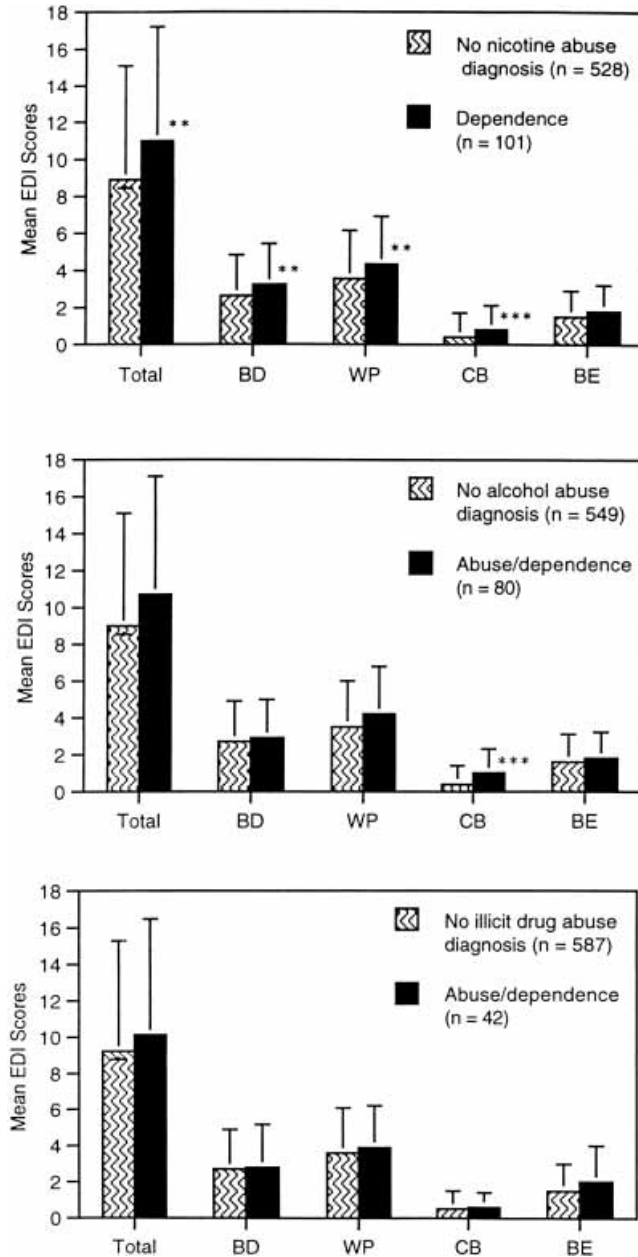 18
16
14
12
10
8
6
4
2
0
Mean EDI Scores
No nicotine abuse
diagnosis (n = 528)
Dependence
(n = 101)
**
**
**
***
Total BD WP CB BE
18
16
14
12
10
8
6
4
2
0
Mean EDI Scores
No alcohol abuse
diagnosis (n = 549)
Abuse/dependence
(n = 80)
***
Total BD WP CB BE
18
16
14
12
10
8
6
4
2
0
Mean EDI Scores
No illicit drug abuse
diagnosis (n = 587)
Abuse/dependence
(n = 42)
Total BD WP CB BE